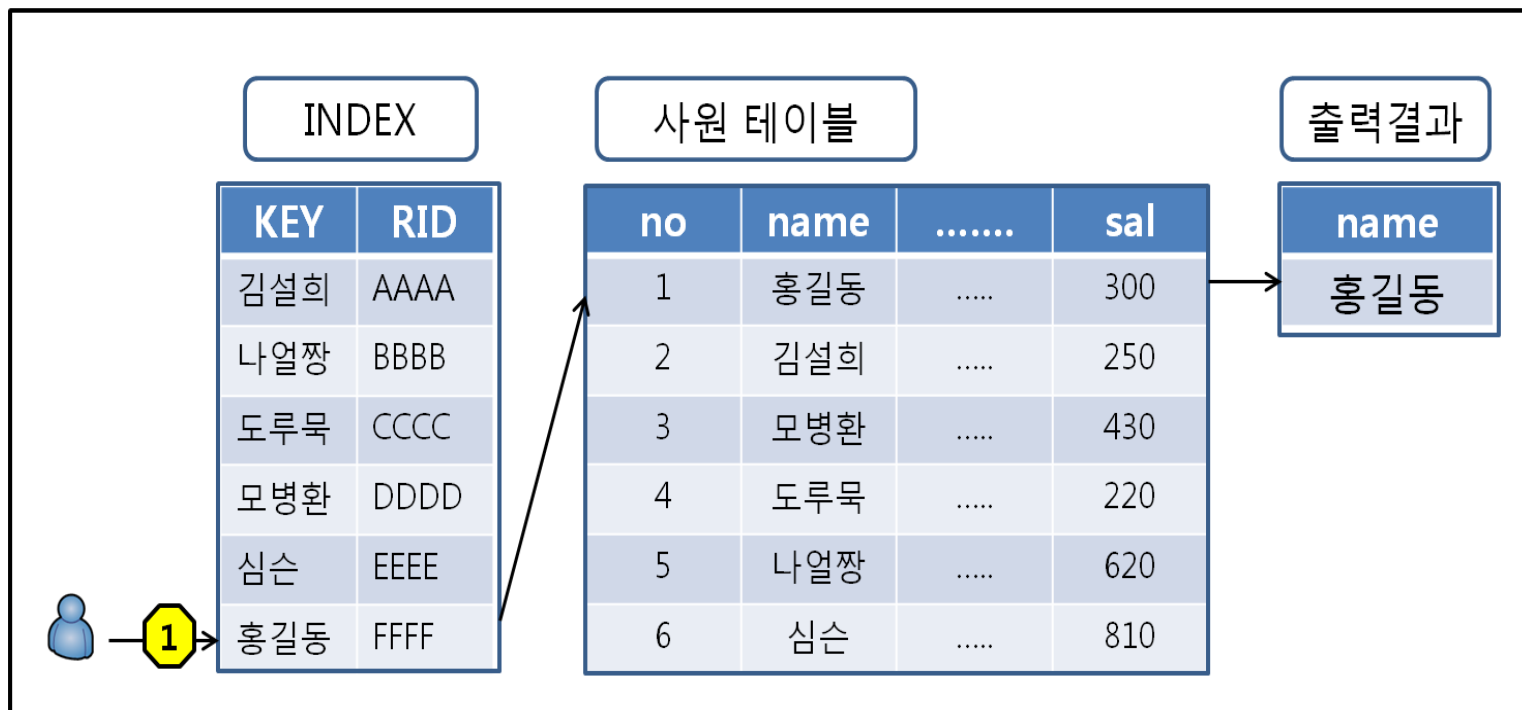 INDEX 사원 테이블 출력결과
KEY RID no name ....... sal name
김설희 AAAA 1 홍길동 ..... 300 홍길동
나얼짱 BBBB 2 김설희 ..... 250
도루묵 CCCC 3 모병환 ..... 430
모병환 DDDD 4 도루묵 ..... 220
심슨 EEEE 5 나얼짱 ..... 620
1 홍길동 FFFF 6 심슨 ..... 810